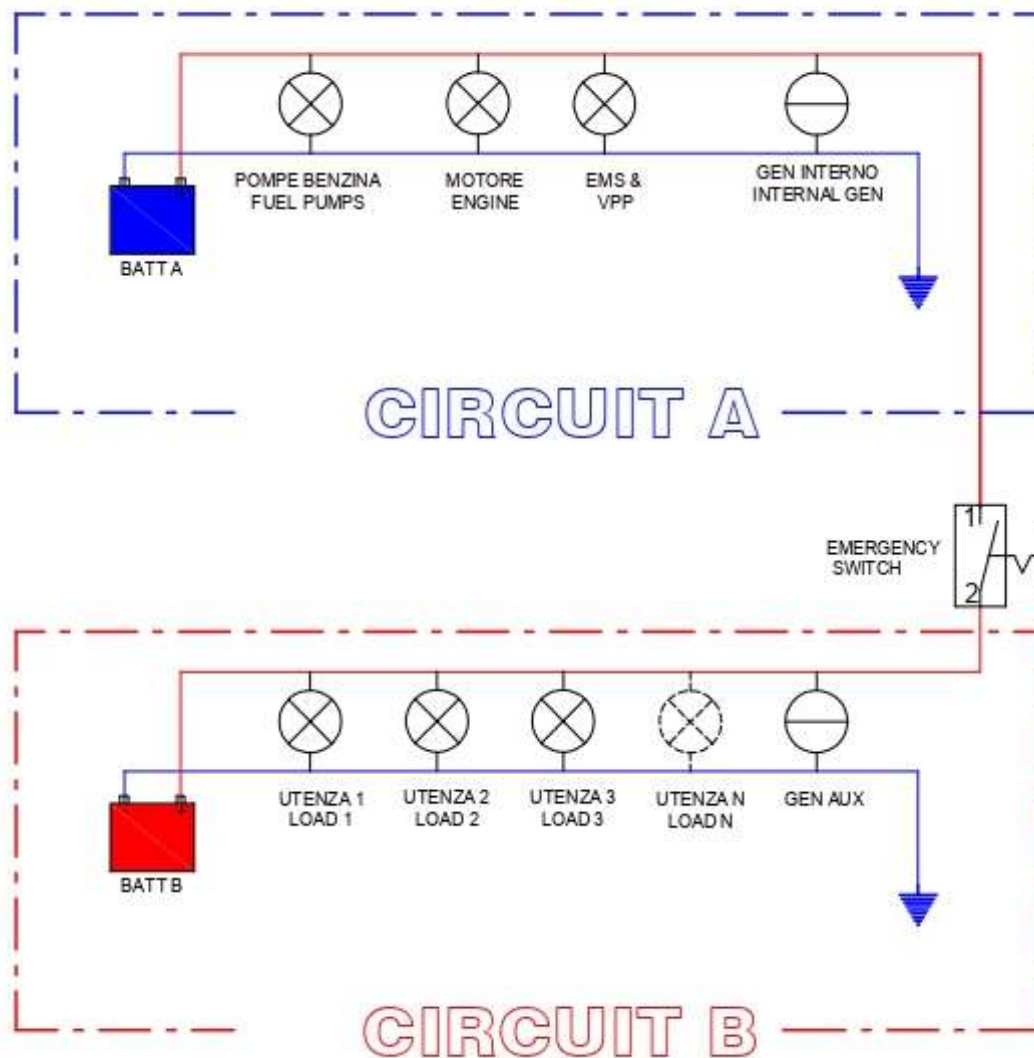 POMPE BENZINA
FUEL PUMPS
MOTORE
ENGINE
EMS &
VPP
GEN INTERNO
INTERNAL GEN
BATT A
CIRCUIT A
1
EMERGENCY
SWITCH
2
UTENZA 1
LOAD 1
UTENZA 2
LOAD 2
UTENZA 3
LOAD 3
UTENZA N
LOAD N
GEN AUX
BATT B
CIRCUIT B